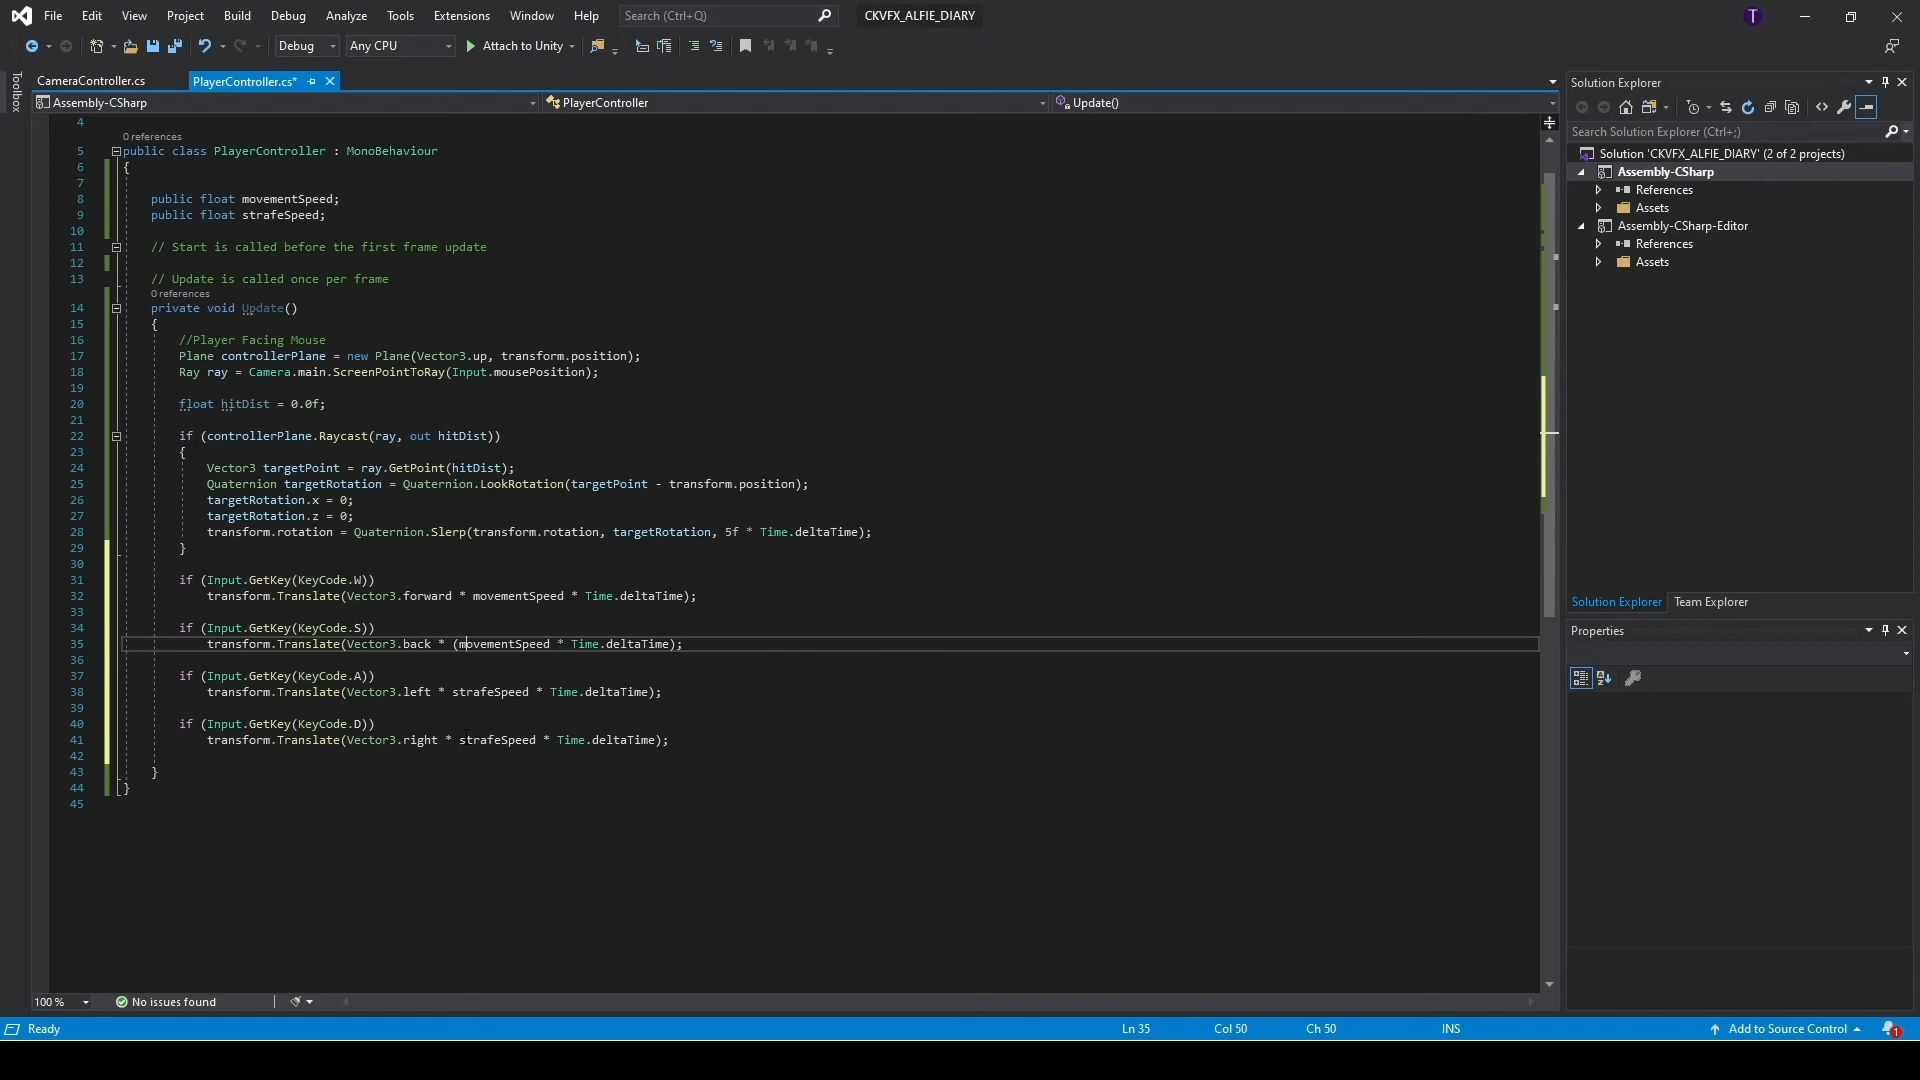 File Edit View Project Build Debug Analyze Tools Extensions Window Help Search (Ctrl+Q) CKVFX_ALFIE_DIARY T
Debug Any CPU Attach to Unity
Toolbox
CameraController.cs PlayerController.cs*
Assembly-CSharp PlayerController Update()
4
0 references
5 public class PlayerController : MonoBehaviour
6 {
7
8 public float movementSpeed;
9 public float strafeSpeed;
10
11 // Start is called before the first frame update
12
13 // Update is called once per frame
0 references
14 private void Update()
15 {
16 //Player Facing Mouse
17 Plane controllerPlane = new Plane(Vector3.up, transform.position);
18 Ray ray = Camera.main.ScreenPointToRay(Input.mousePosition);
19
20 float hitDist = 0.0f;
21
22 if (controllerPlane.Raycast(ray, out hitDist))
23 {
24 Vector3 targetPoint = ray.GetPoint(hitDist);
25 Quaternion targetRotation = Quaternion.LookRotation(targetPoint - transform.position);
26 targetRotation.x = 0;
27 targetRotation.z = 0;
28 transform.rotation = Quaternion.Slerp(transform.rotation, targetRotation, 5f * Time.deltaTime);
29 }
30
31 if (Input.GetKey(KeyCode.W))
32 transform.Translate(Vector3.forward * movementSpeed * Time.deltaTime);
33
34 if (Input.GetKey(KeyCode.S))
35 transform.Translate(Vector3.back * (movementSpeed * Time.deltaTime);
36
37 if (Input.GetKey(KeyCode.A))
38 transform.Translate(Vector3.left * strafeSpeed * Time.deltaTime);
39
40 if (Input.GetKey(KeyCode.D))
41 transform.Translate(Vector3.right * strafeSpeed * Time.deltaTime);
42
43 }
44 }
45
100 % No issues found
Solution Explorer
Search Solution Explorer (Ctrl+;)
Solution 'CKVFX_ALFIE_DIARY' (2 of 2 projects)
Assembly-CSharp
References
Assets
Assembly-CSharp-Editor
References
Assets
Solution Explorer Team Explorer
Properties
Ready Ln 35 Col 50 Ch 50 INS Add to Source Control 1